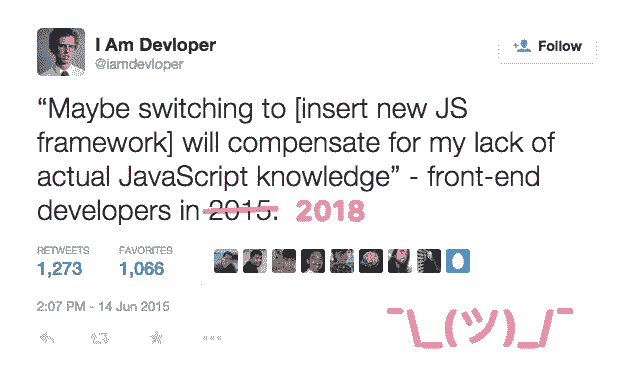 I Am Devloper
@iamdevloper
Follow
“Maybe switching to [insert new JS
framework] will compensate for my lack of
actual JavaScript knowledge” - front-end
developers in 2015. 2018
RETWEETS FAVORITES
1,273 1,066
2:07 PM - 14 Jun 2015
¯\_(ツ)_/¯